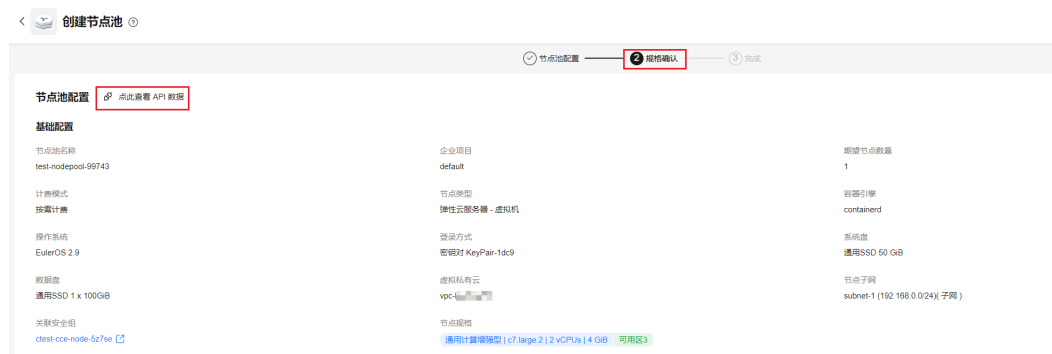 创建节点池
节点池配置 2 规格确认 3 完成
节点池配置 点此查看 API 数据
基础配置
节点池名称 企业项目 期望节点数量
test-nodepool-99743 default 1
计费模式 节点类型 容器引擎
按需计费 弹性云服务器 - 虚拟机 containerd
操作系统 登录方式 系统盘
EulerOS 2.9 密钥对 KeyPair-1dc9 通用SSD 50 GiB
数据盘 虚拟私有云 节点子网
通用SSD 1 x 100GiB vpc- subnet-1 (192.168.0.0/24)( 子网 )
关联安全组 节点规格
ctest-cce-node-5z7se 通用计算增强型 | c7.large.2 | 2 vCPUs | 4 GiB 可用区3